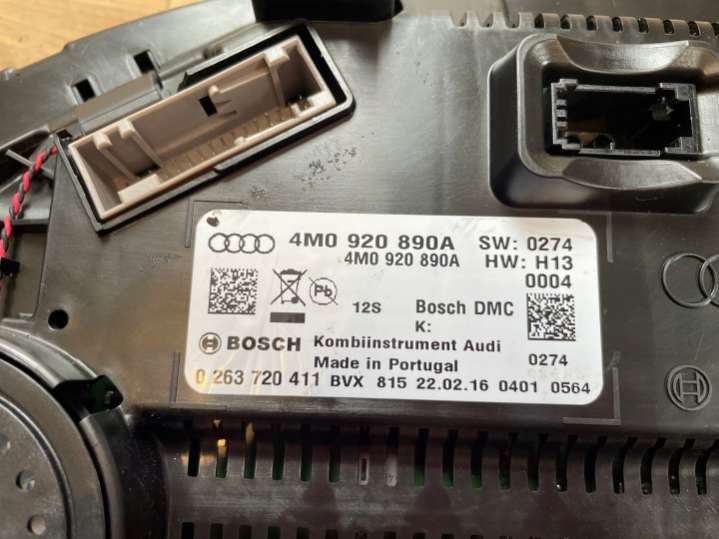 4M0 920 890A SW: 0274
4M0 920 890A HW: H13
0004
Pb
12S Bosch DMC
K:
BOSCH Kombiinstrument Audi
Made in Portugal 0274
0 263 720 411 BVX 815 22.02.16 0401 0564